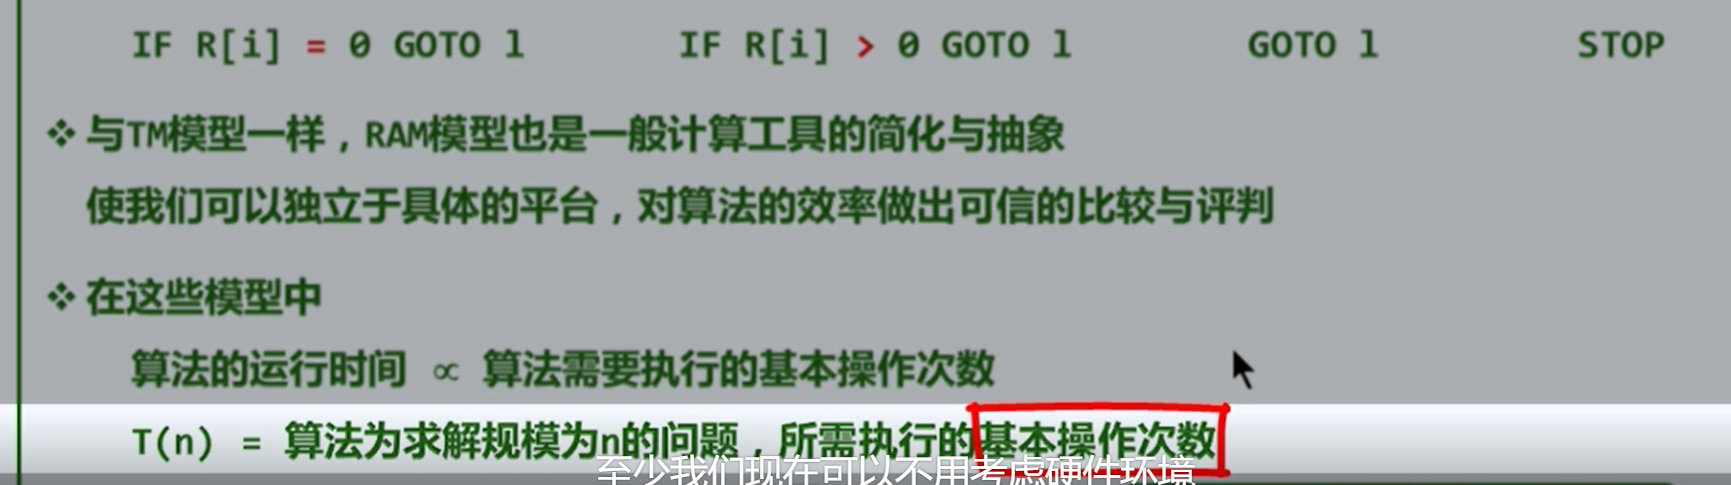 IF R[i] = 0 GOTO l IF R[i] > 0 GOTO l GOTO l STOP
❖ 与TM模型一样，RAM模型也是一般计算工具的简化与抽象
使我们可以独立于具体的平台，对算法的效率做出可信的比较与评判
❖ 在这些模型中
算法的运行时间 ∝ 算法需要执行的基本操作次数
T(n) = 算法为求解规模为n的问题，所需执行的基本操作次数
至少我们现在可以不用考虑硬件环境